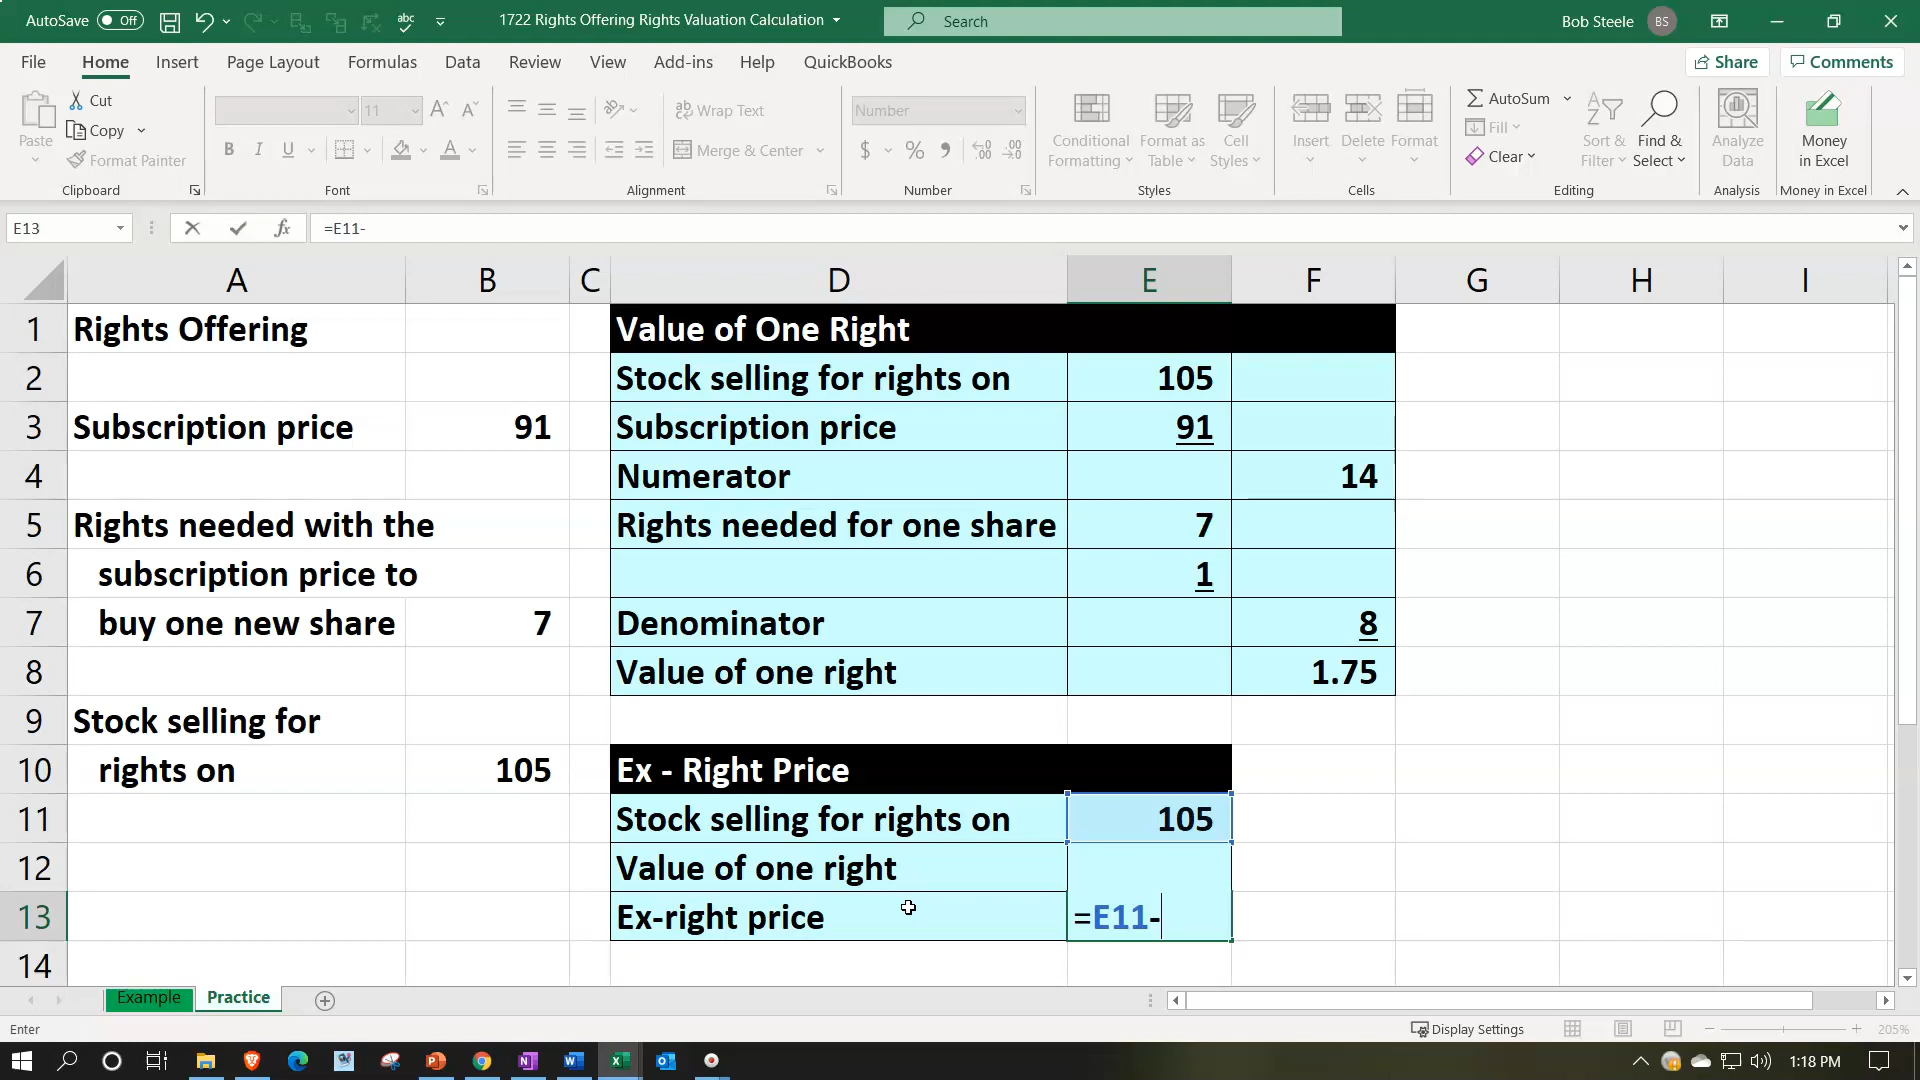 AutoSave Off abc 1722 Rights Offering Rights Valuation Calculation Search Bob Steele BS
File Home Insert Page Layout Formulas Data Review View Add-ins Help QuickBooks Share Comments
Paste Cut Copy Format Painter
11 A A B I U A
ab Wrap Text Merge & Center
Number $ % 9 .00 .00
Conditional Formatting Format as Table Cell Styles
Insert Delete Format
AutoSum Fill Clear
Sort & Filter Find & Select
Analyze Data
Money in Excel
Clipboard Font Alignment Number Styles Cells Editing Analysis Money in Excel
E13 fx =E11-
A B C D E F G H I
1 Rights Offering Value of One Right
2 Stock selling for rights on 105
3 Subscription price 91 Subscription price 91
4 Numerator 14
5 Rights needed with the Rights needed for one share 7
6 subscription price to 1
7 buy one new share 7 Denominator 8
8 Value of one right 1.75
9 Stock selling for
10 rights on 105 Ex - Right Price
11 Stock selling for rights on 105
12 Value of one right
13 Ex-right price =E11-
14
Example Practice
Enter Display Settings 205%
1:18 PM